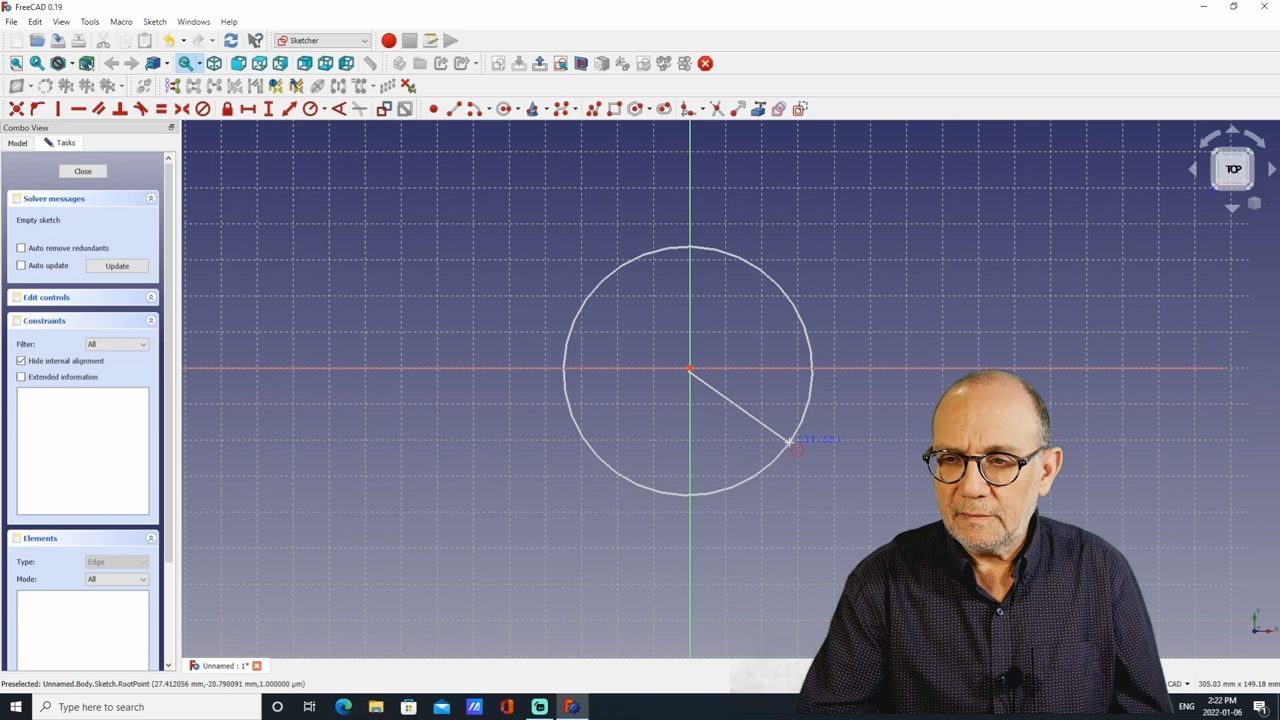 FreeCAD 0.19
File Edit View Tools Macro Sketch Windows Help
Sketcher
Combo View
Model Tasks
Close
Solver messages
Empty sketch
Auto remove redundants
Auto update Update
Edit controls
Constraints
Filter: All
Hide internal alignment
Extended information
Elements
Type: Edge
Mode: All
TOP
Y
X
Unnamed : 1*
Preselected: Unnamed.Body.Sketch.RootPoint (27.412056 mm,-20.790091 mm,1.000000 µm)
CAD
305.03 mm x 149.18 mm
Type here to search
ENG
2:22 PM
2022-01-06